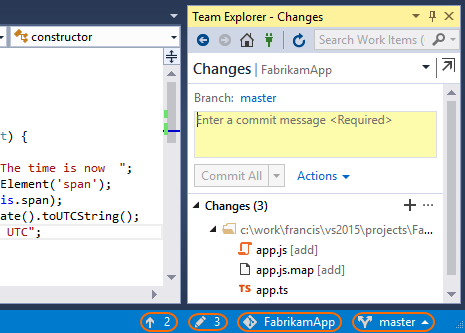 constructor
t) {
The time is now  ";
Element('span');
is.span);
ate().toUTCString();
UTC";
Team Explorer - Changes
Search Work Items (
Changes | FabrikamApp
Branch: master
Enter a commit message <Required>
Commit All Actions
Changes (3)
c:\work\francis\vs2015\projects\Fa...
app.js [add]
app.js.map [add]
TS app.ts
2 3 FabrikamApp master